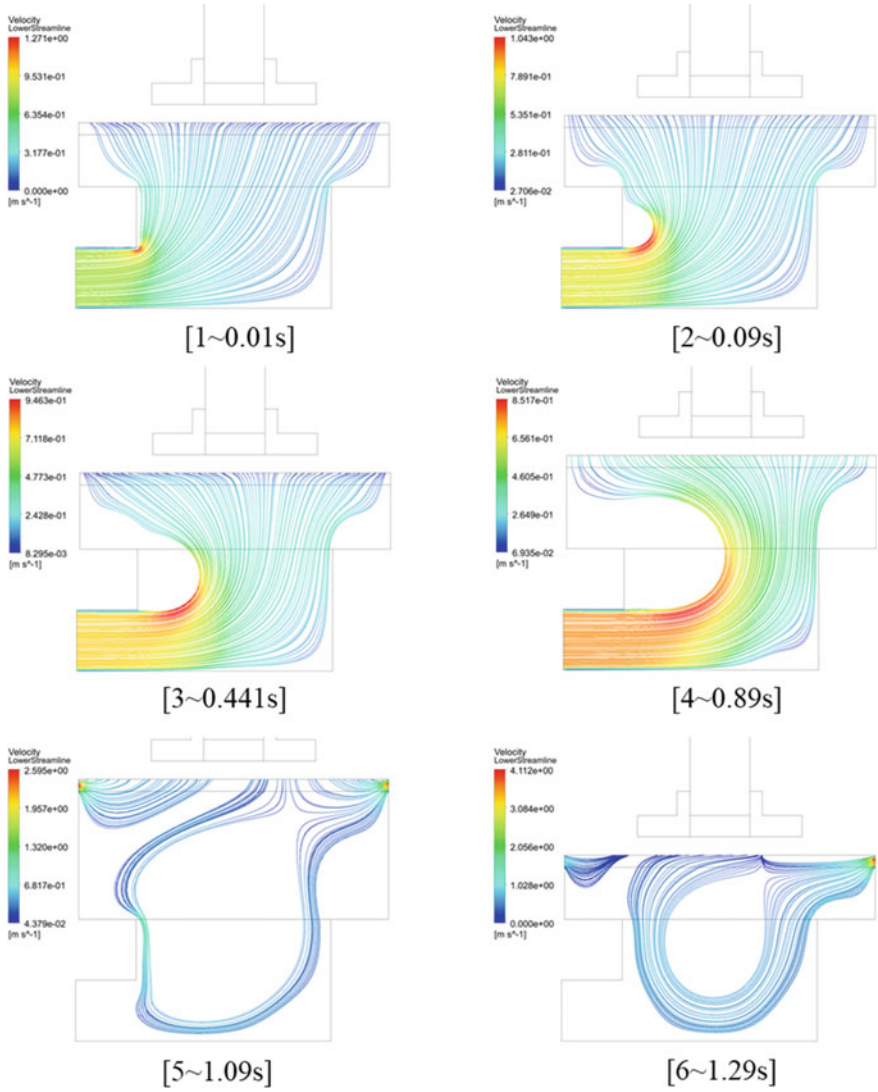 Velocity
LowerStreamline
1.271e+00
9.531e-01
6.354e-01
3.177e-01
0.000e+00
[m s^-1]
[1~0.01s]
Velocity
LowerStreamline
1.043e+00
7.891e-01
5.351e-01
2.811e-01
2.706e-02
[m s^-1]
[2~0.09s]
Velocity
LowerStreamline
9.463e-01
7.118e-01
4.773e-01
2.428e-01
8.295e-03
[m s^-1]
[3~0.441s]
Velocity
LowerStreamline
8.517e-01
6.561e-01
4.605e-01
2.649e-01
6.935e-02
[m s^-1]
[4~0.89s]
Velocity
LowerStreamline
2.595e+00
1.957e+00
1.320e+00
6.817e-01
4.379e-02
[m s^-1]
[5~1.09s]
Velocity
LowerStreamline
4.112e+00
3.084e+00
2.056e+00
1.028e+00
0.000e+00
[m s^-1]
[6~1.29s]